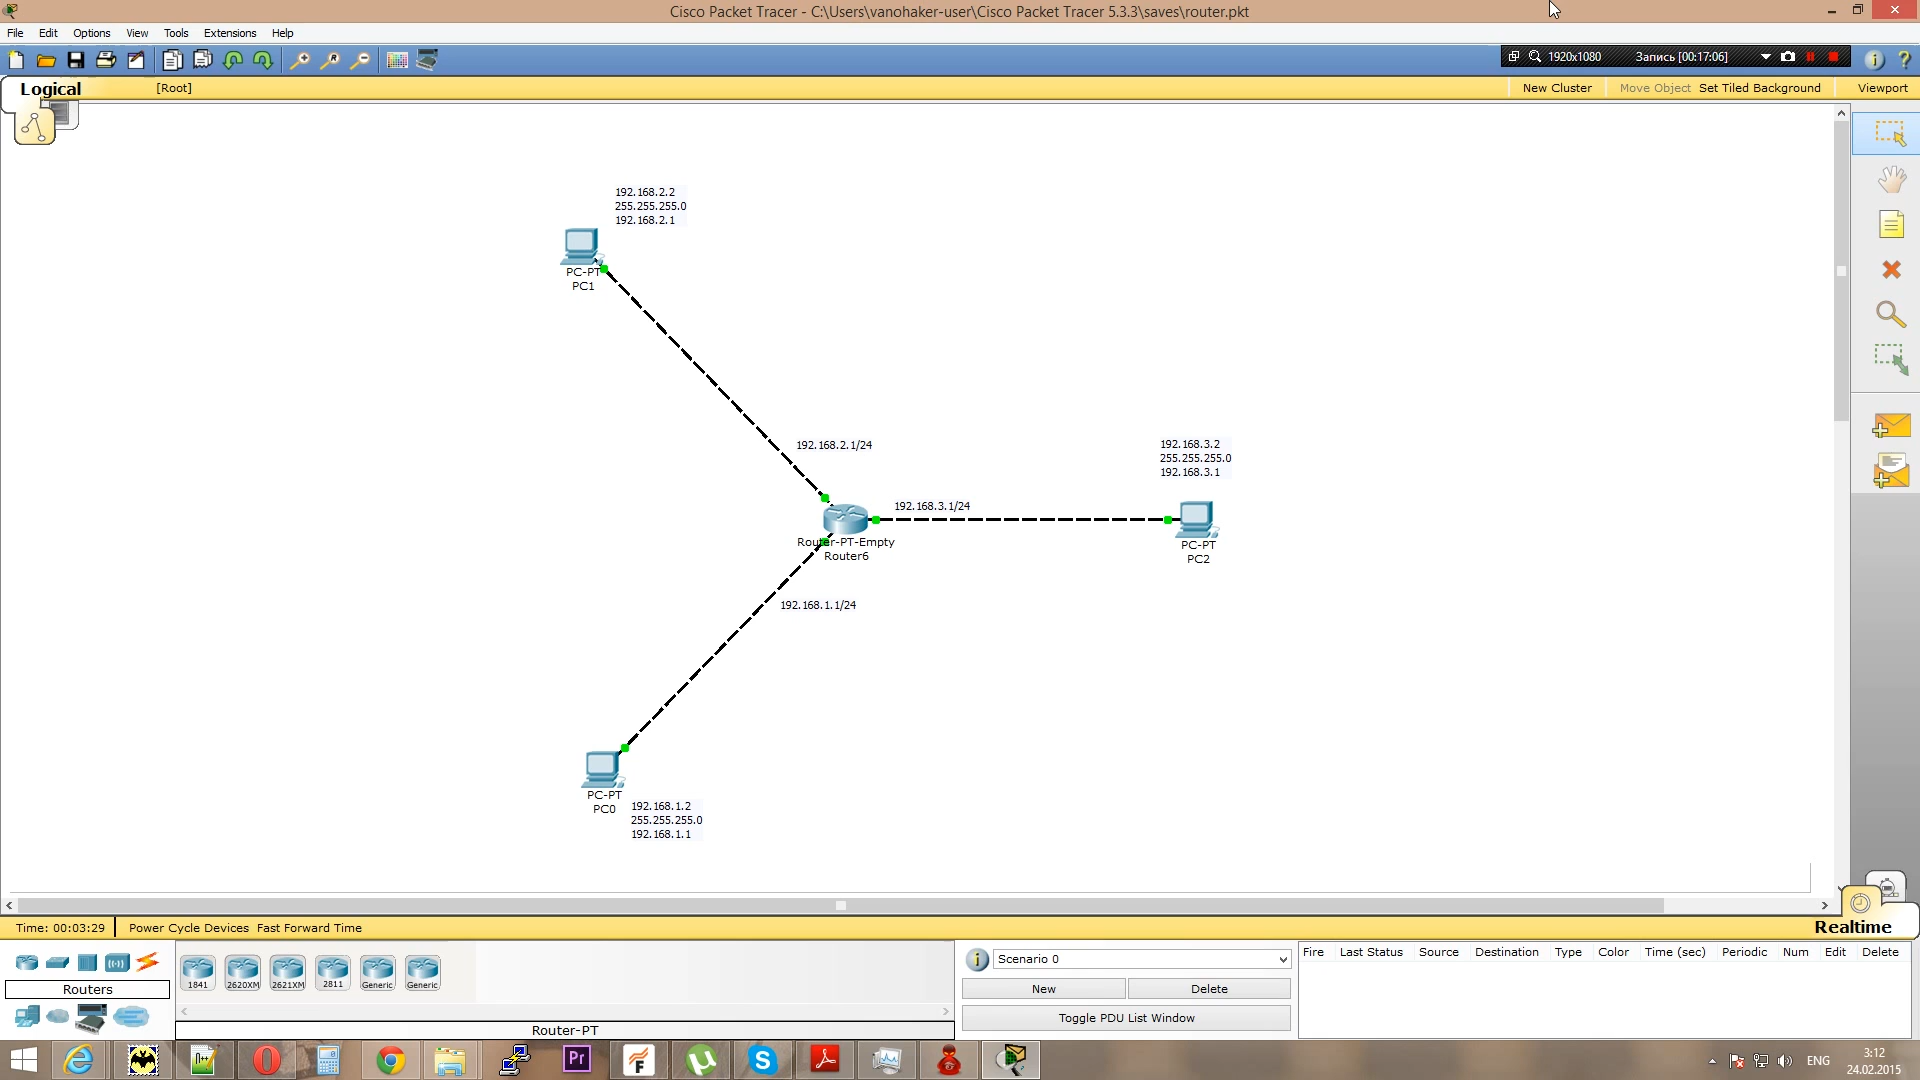 Cisco Packet Tracer - C:\Users\vanohaker-user\Cisco Packet Tracer 5.3.3\saves\router.pkt
File Edit Options View Tools Extensions Help
1920x1080 Запись [00:17:06]
Logical [Root] New Cluster Move Object Set Tiled Background Viewport
192.168.2.2
255.255.255.0
192.168.2.1
PC-PT
PC1
192.168.2.1/24
192.168.3.2
255.255.255.0
192.168.3.1
192.168.3.1/24
Router-PT-Empty
Router6
PC-PT
PC2
192.168.1.1/24
PC-PT
PC0
192.168.1.2
255.255.255.0
192.168.1.1
Time: 00:03:29 Power Cycle Devices Fast Forward Time Realtime
Routers
1841 2620XM 2621XM 2811 Generic Generic
Router-PT
Scenario 0
New Delete
Toggle PDU List Window
Fire Last Status Source Destination Type Color Time (sec) Periodic Num Edit Delete
Pr
ENG
3:12
24.02.2015